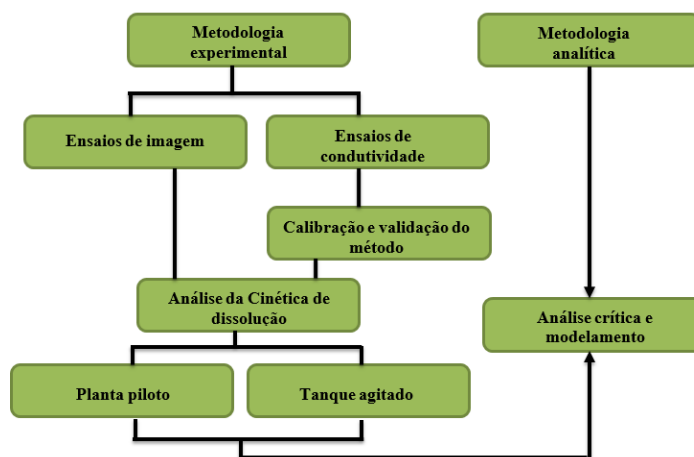 Metodologia
experimental
Metodologia
analítica
Ensaios de imagem
Ensaios de
condutividade
Calibração e validação do
método
Análise da Cinética de
dissolução
Análise crítica e
modelamento
Planta piloto
Tanque agitado